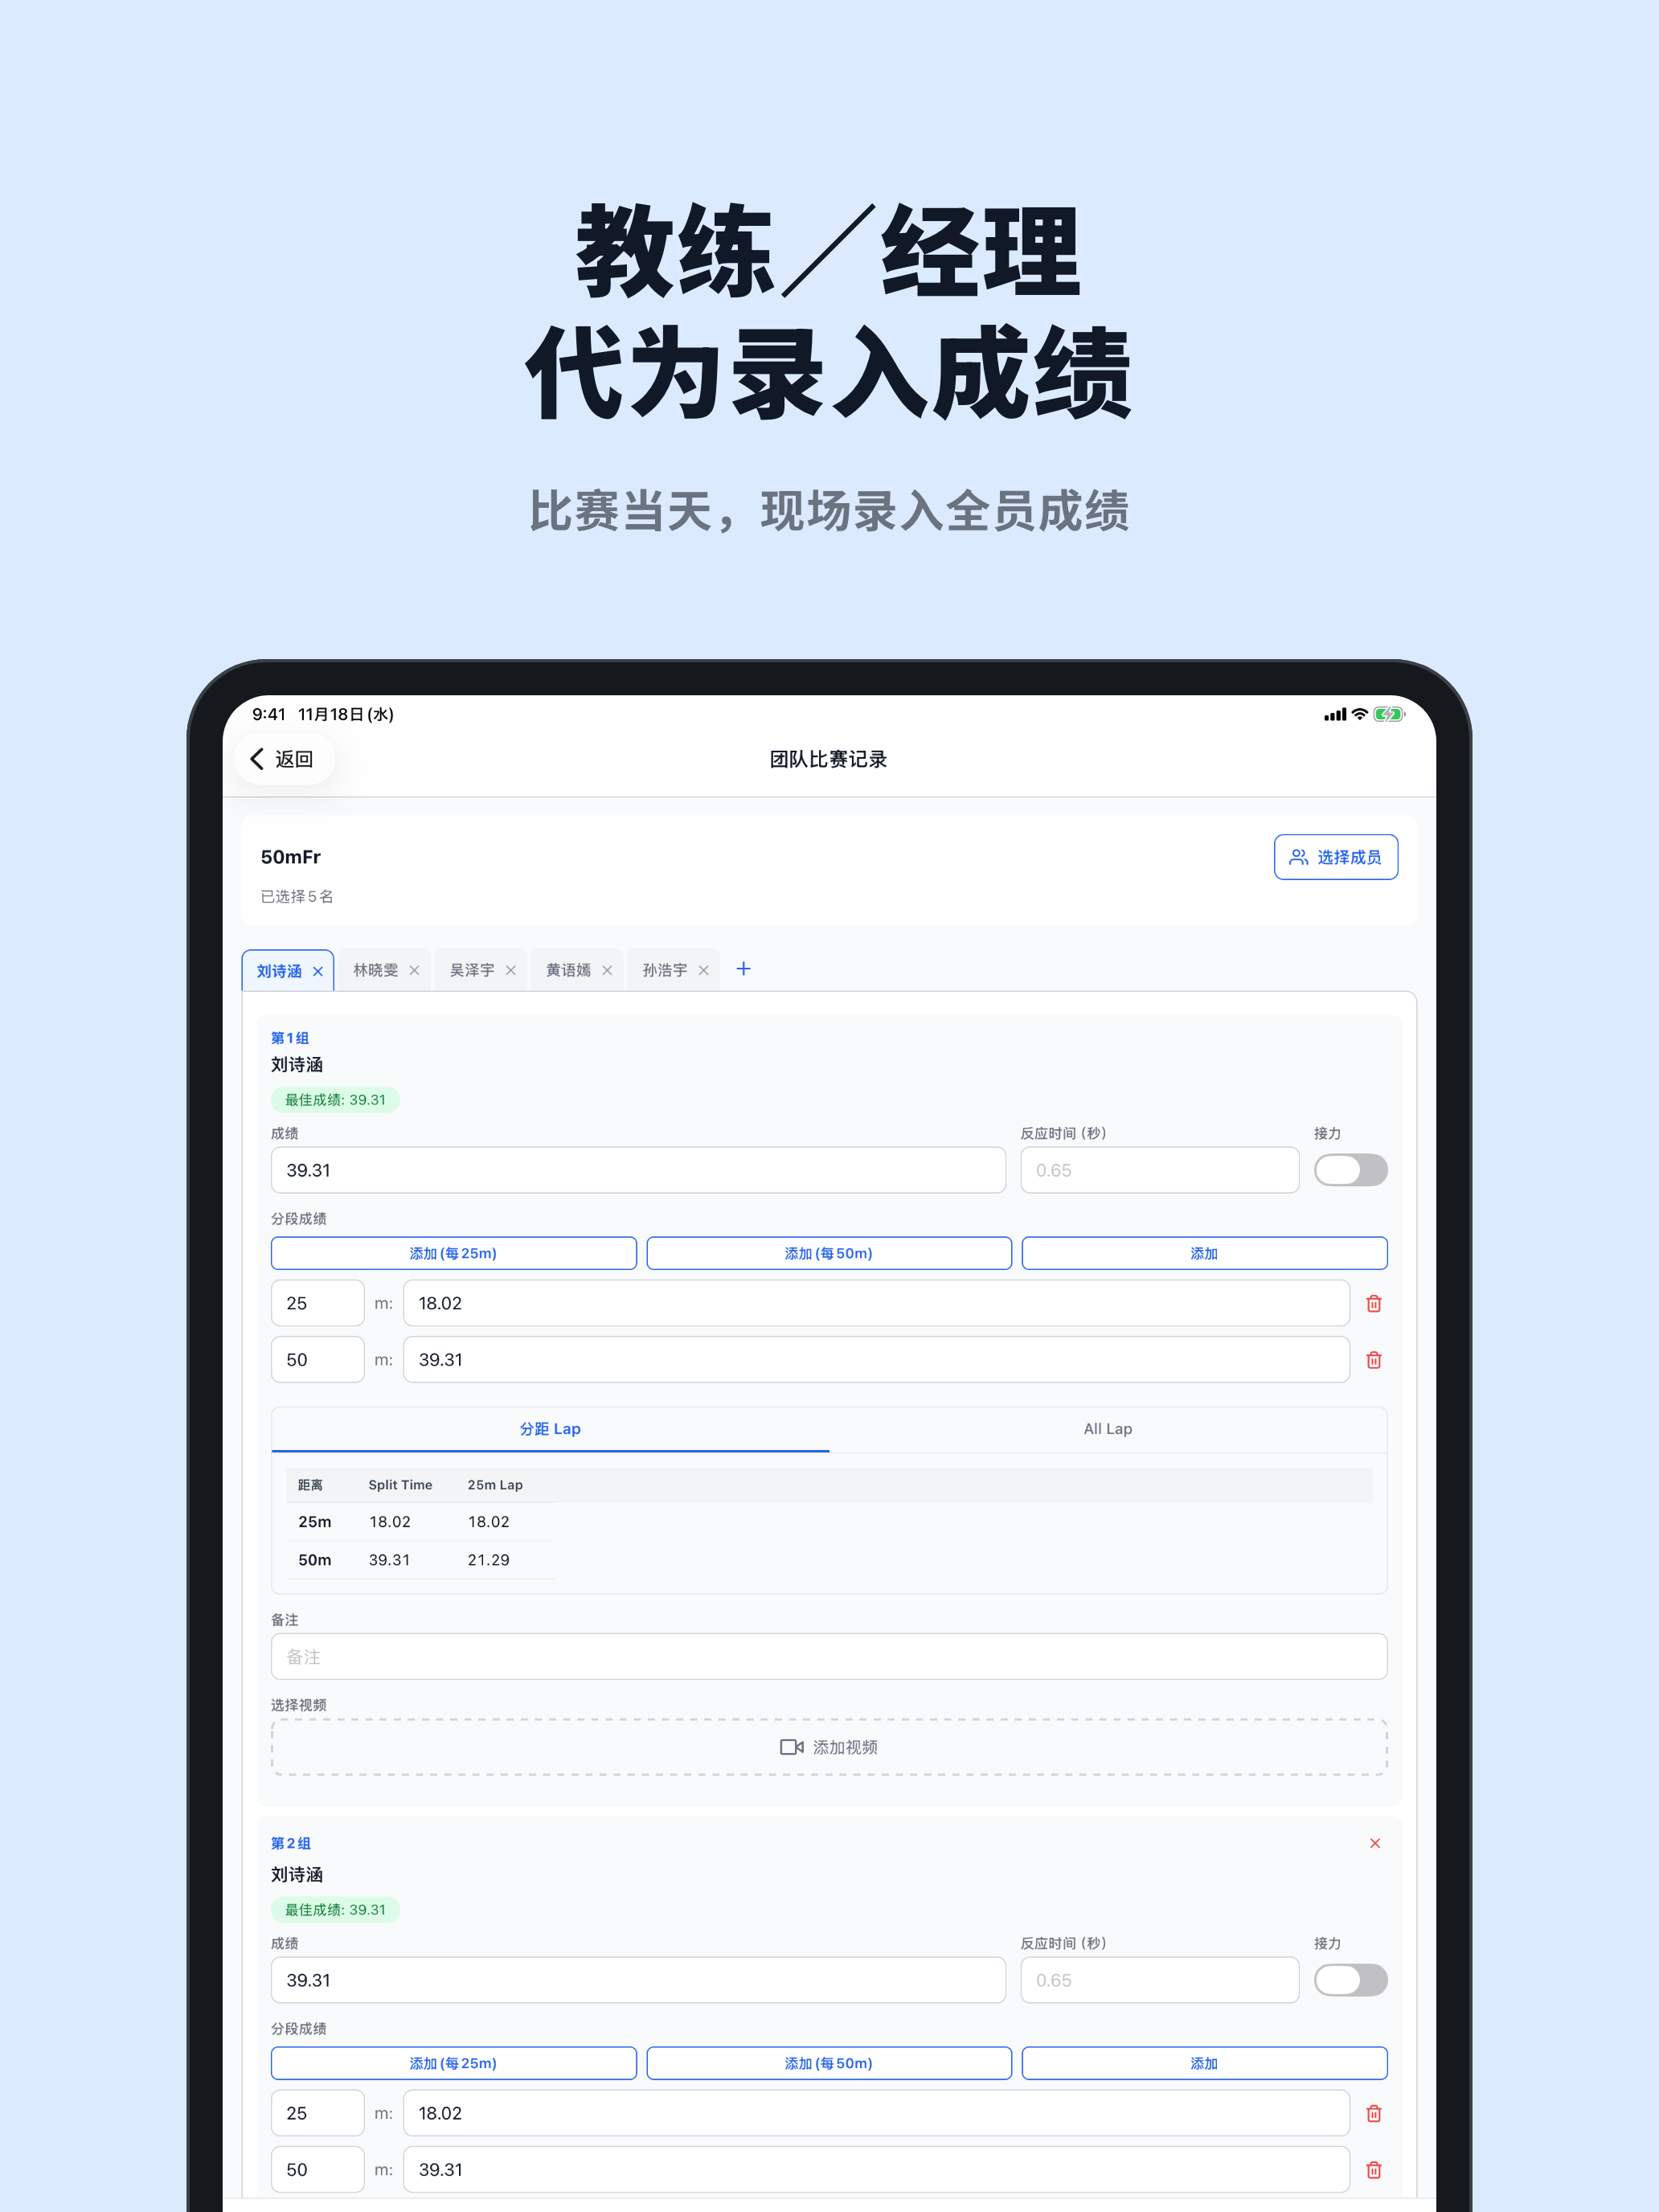 教练／经理
代为录入成绩
比赛当天，现场录入全员成绩
9:41 11月18日(水)
返回
团队比赛记录
50mFr
选择成员
已选择5名
刘诗涵 林晓雯 吴泽宇 黄语嫣 孙浩宇
第1组
刘诗涵
最佳成绩: 39.31
成绩 反应时间 (秒) 接力
39.31 0.65
分段成绩
添加 (每25m) 添加 (每50m) 添加
25 m: 18.02
50 m: 39.31
分距 Lap All Lap
距离 Split Time 25m Lap
25m 18.02 18.02
50m 39.31 21.29
备注
备注
选择视频
添加视频
第2组
刘诗涵
最佳成绩: 39.31
成绩 反应时间 (秒) 接力
39.31 0.65
分段成绩
添加 (每25m) 添加 (每50m) 添加
25 m: 18.02
50 m: 39.31